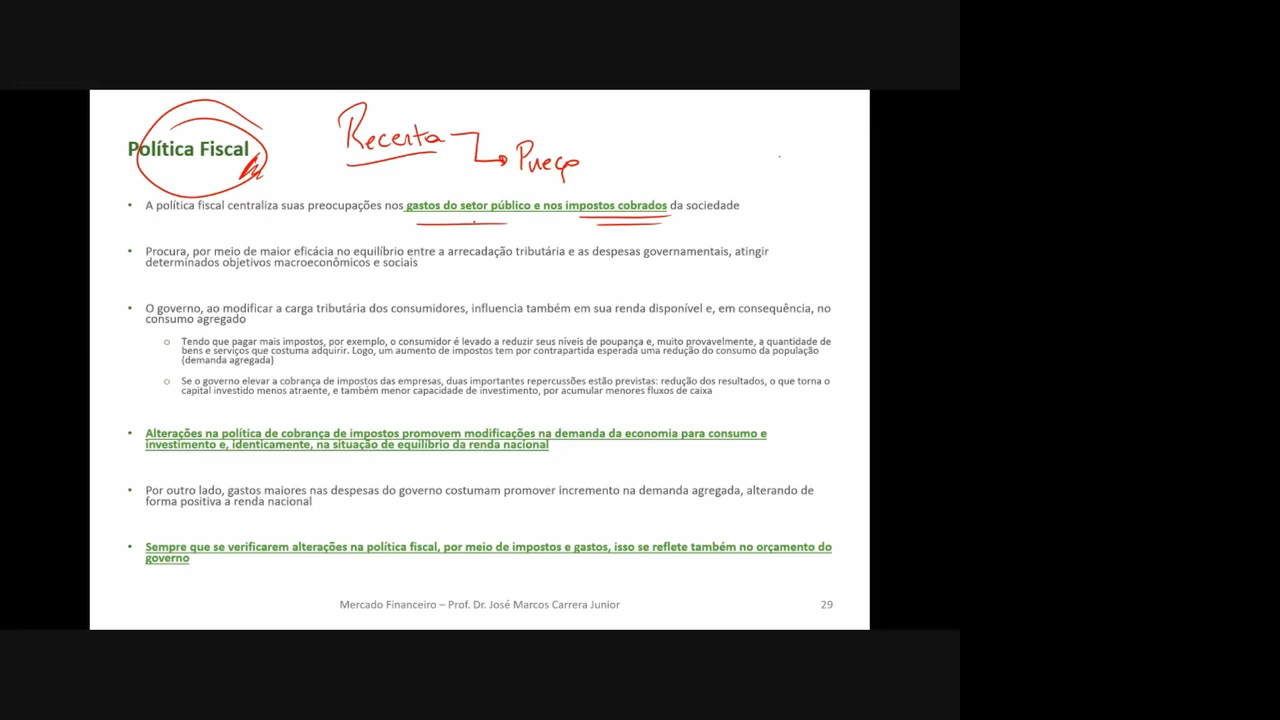 Receita
Política Fiscal
Preço
• A política fiscal centraliza suas preocupações nos gastos do setor público e nos impostos cobrados da sociedade
• Procura, por meio de maior eficácia no equilíbrio entre a arrecadação tributária e as despesas governamentais, atingir
determinados objetivos macroeconômicos e sociais
• O governo, ao modificar a carga tributária dos consumidores, influencia também em sua renda disponível e, em consequência, no
consumo agregado
o Tendo que pagar mais impostos, por exemplo, o consumidor é levado a reduzir seus níveis de poupança e, muito provavelmente, a quantidade de
bens e serviços que costuma adquirir. Logo, um aumento de impostos tem por contrapartida esperada uma redução do consumo da população
(demanda agregada)
o Se o governo elevar a cobrança de impostos das empresas, duas importantes repercussões estão previstas: redução dos resultados, o que torna o
capital investido menos atraente, e também menor capacidade de investimento, por acumular menores fluxos de caixa
• Alterações na política de cobrança de impostos promovem modificações na demanda da economia para consumo e
investimento e, identicamente, na situação de equilíbrio da renda nacional
• Por outro lado, gastos maiores nas despesas do governo costumam promover incremento na demanda agregada, alterando de
forma positiva a renda nacional
• Sempre que se verificarem alterações na política fiscal, por meio de impostos e gastos, isso se reflete também no orçamento do
governo
Mercado Financeiro – Prof. Dr. José Marcos Carrera Junior
29